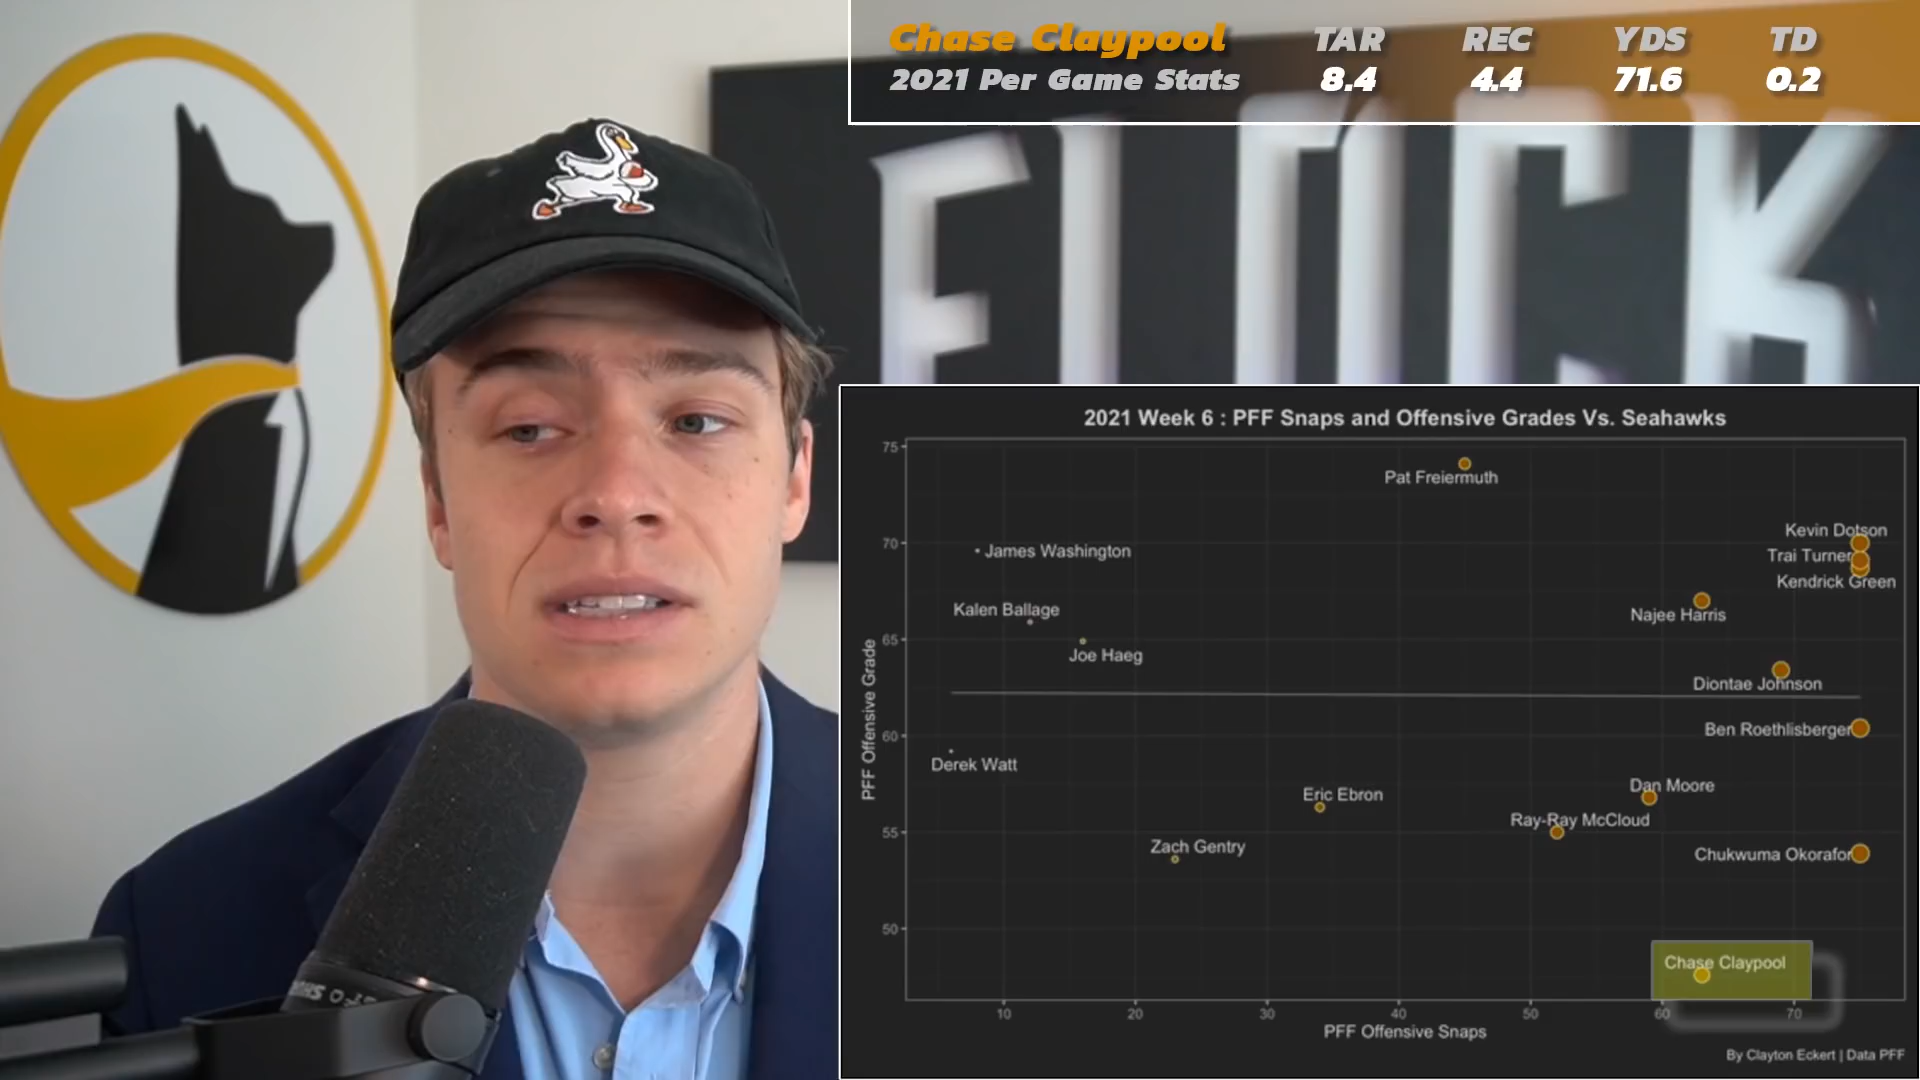 Chase Claypool TAR REC YDS TD
2021 Per Game Stats 8.4 4.4 71.6 0.2
FLOCK
2021 Week 6 : PFF Snaps and Offensive Grades Vs. Seahawks
75
Pat Freiermuth
Kevin Dotson
70
James Washington
Trai Turner
Kendrick Green
Kalen Ballage
Najee Harris
65
Joe Haeg
Diontae Johnson
PFF Offensive Grade
60
Ben Roethlisberger
Derek Watt
Dan Moore
Eric Ebron
Ray-Ray McCloud
55
Zach Gentry
Chukwuma Okorafor
50
Chase Claypool
10 20 30 40 50 60 70
PFF Offensive Snaps
By Clayton Eckert | Data PFF